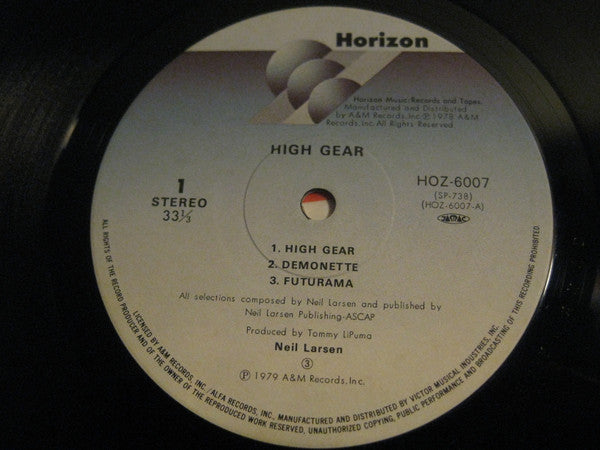 Horizon
Horizon Music: Records and Tapes.
Manufactured and Distributed
by A&M Records, Inc. ℗ 1978 A&M
Records, Inc. All Rights Reserved
HIGH GEAR
1
STEREO
33⅓
HOZ-6007
(SP-738)
(HOZ-6007-A)
JASRAC
1. HIGH GEAR
2. DEMONETTE
3. FUTURAMA
All selections composed by Neil Larsen and published by
Neil Larsen Publishing-ASCAP
Produced by Tommy LiPuma
Neil Larsen
③
℗ 1979 A&M Records, Inc.
ALL RIGHTS OF THE RECORD PRODUCER AND OF THE OWNER OF THE RECORDED WORK RESERVED. UNAUTHORIZED COPYING, PUBLIC PERFORMANCE AND BROADCASTING OF THIS RECORD PROHIBITED.
LICENSED BY A&M RECORDS, INC./ALFA RECORDS, INC., MANUFACTURED AND DISTRIBUTED BY VICTOR MUSICAL INDUSTRIES, INC.